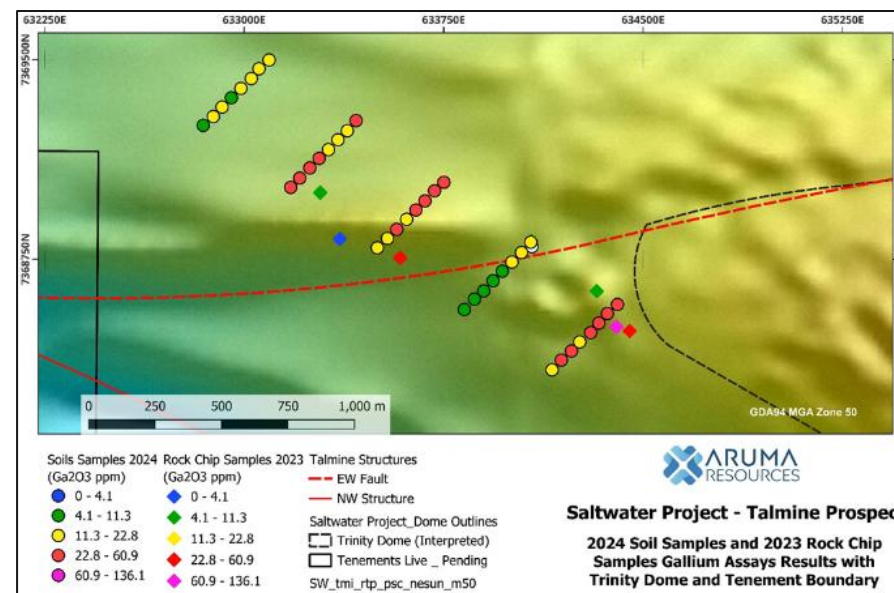 632250E 633000E 633750E 634500E 635250E
7369500N
7368750N
0 250 500 750 1,000 m
GDA94 MGA Zone 50
Soils Samples 2024
(Ga2O3 ppm)
0 - 4.1
4.1 - 11.3
11.3 - 22.8
22.8 - 60.9
60.9 - 136.1
Rock Chip Samples 2023
(Ga2O3 ppm)
0 - 4.1
4.1 - 11.3
11.3 - 22.8
22.8 - 60.9
60.9 - 136.1
Talmine Structures
EW Fault
NW Structure
Saltwater Project_Dome Outlines
Trinity Dome (Interpreted)
Tenements Live _ Pending
SW_tmi_rtp_psc_nesun_m50
ARUMA
RESOURCES
Saltwater Project - Talmine Prospec
2024 Soil Samples and 2023 Rock Chip
Samples Gallium Assays Results with
Trinity Dome and Tenement Boundary